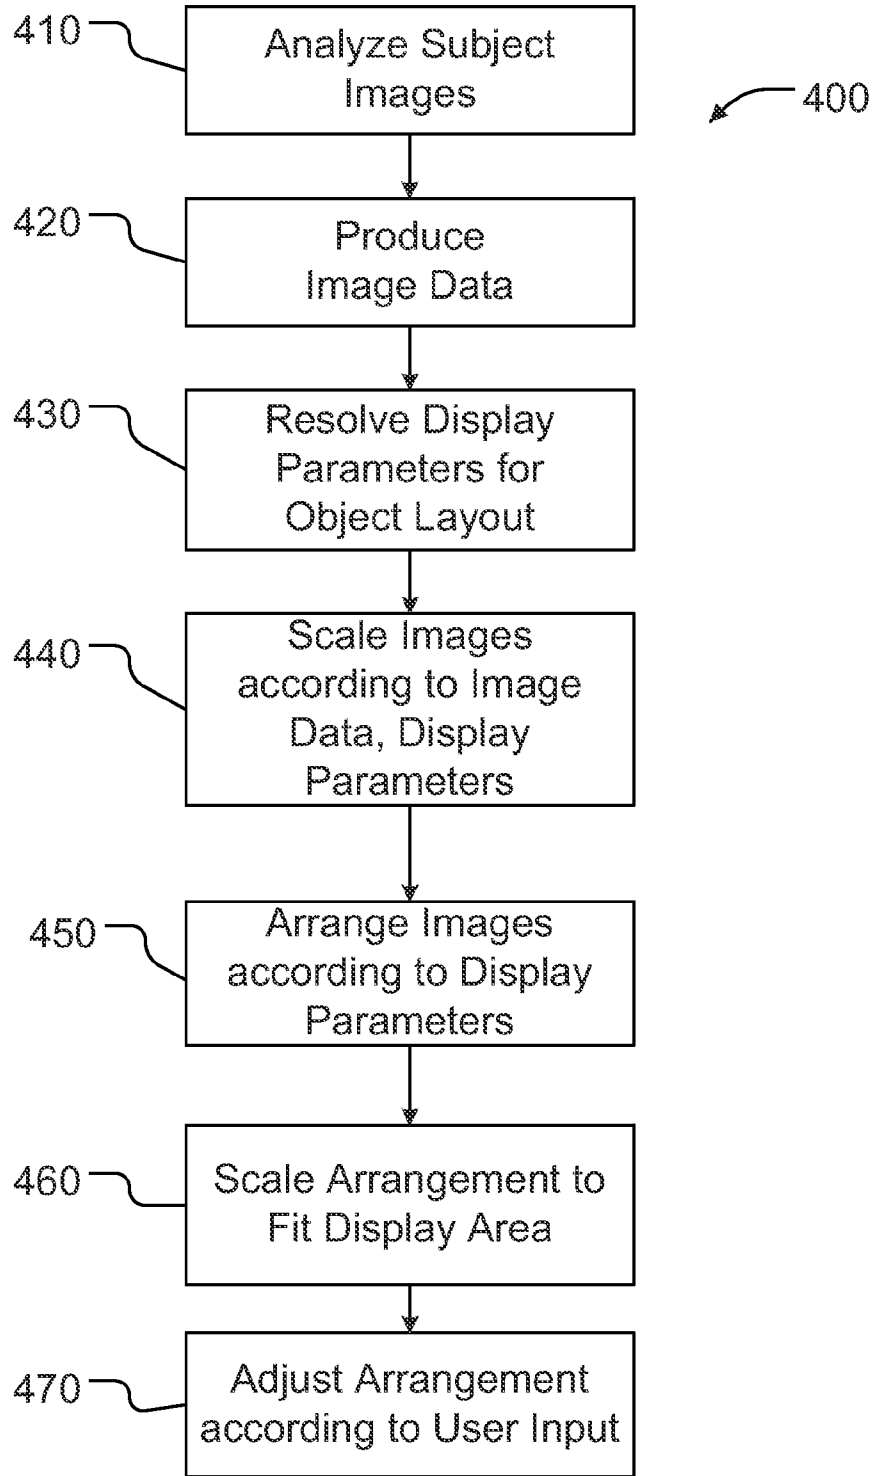 410
Analyze Subject
Images
400
420
Produce
Image Data
430
Resolve Display
Parameters for
Object Layout
440
Scale Images
according to Image
Data, Display
Parameters
450
Arrange Images
according to Display
Parameters
460
Scale Arrangement to
Fit Display Area
470
Adjust Arrangement
according to User Input